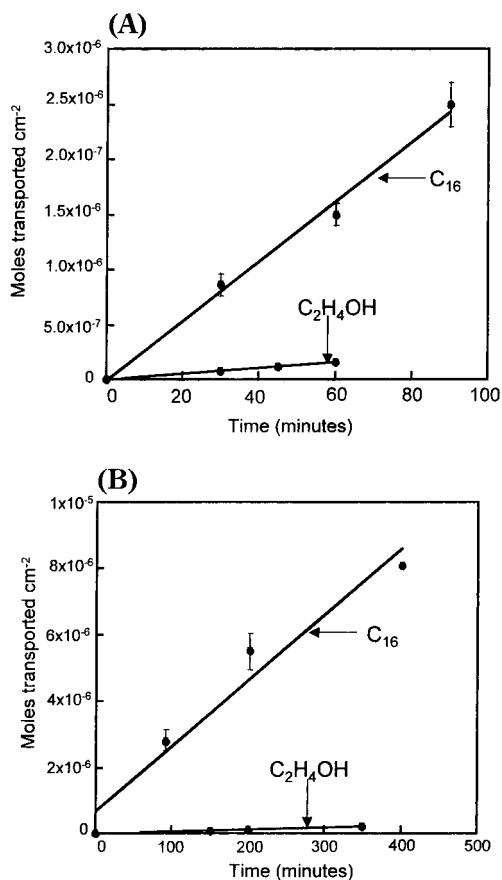 (A)
Moles transported cm-2
3.0x10-6
2.5x10-6
2.0x10-7
1.5x10-6
1.0x10-6
5.0x10-7
0
C16
C2H4OH
0 20 40 60 80 100
Time (minutes)
(B)
Moles transported cm-2
1x10-5
8x10-6
6x10-6
4x10-6
2x10-6
0
C16
C2H4OH
0 100 200 300 400 500
Time (minutes)